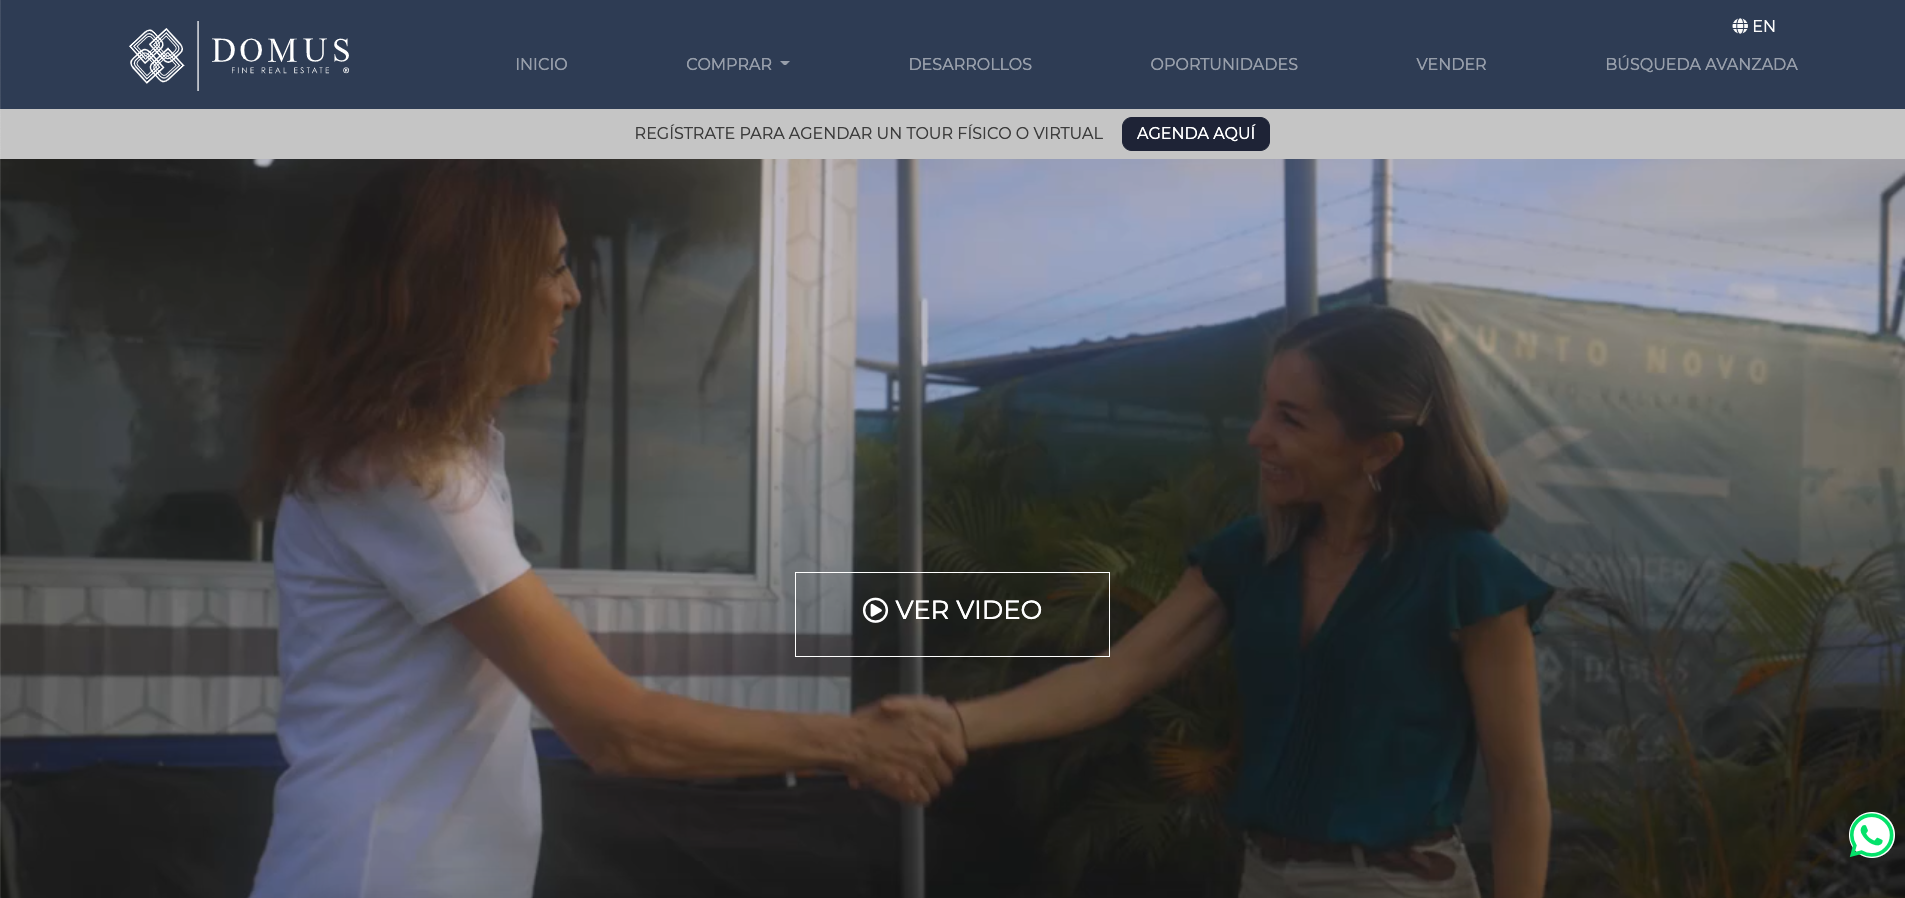 DOMUS
FINE REAL ESTATE ®
EN
INICIO
COMPRAR
DESARROLLOS
OPORTUNIDADES
VENDER
BÚSQUEDA AVANZADA
REGÍSTRATE PARA AGENDAR UN TOUR FÍSICO O VIRTUAL
AGENDA AQUÍ
PUNTO NOVO
VER VIDEO
DOMUS